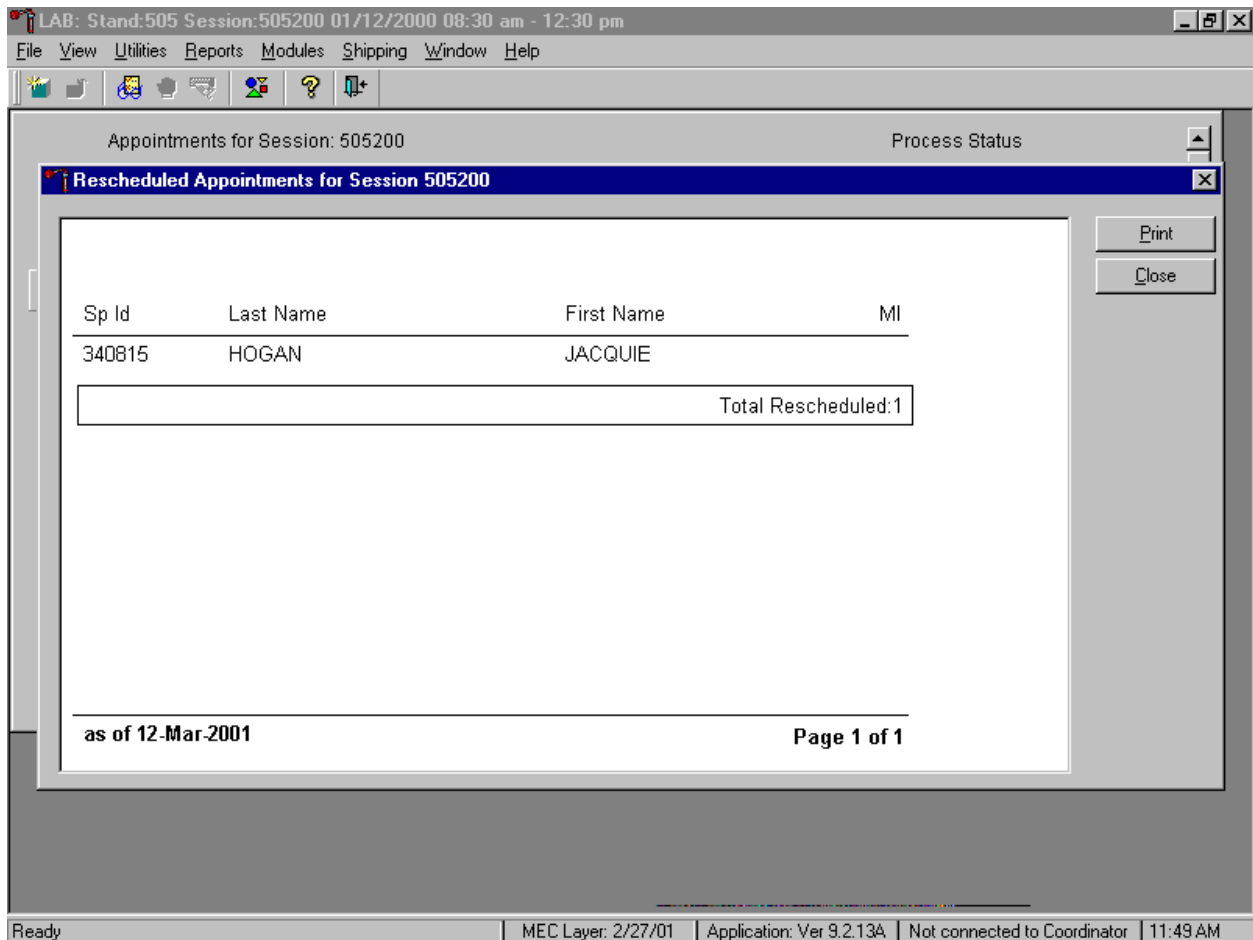 LAB: Stand:505 Session:505200 01/12/2000 08:30 am - 12:30 pm
File View Utilities Reports Modules Shipping Window Help
Appointments for Session: 505200 Process Status
Rescheduled Appointments for Session 505200
Print
Close
Sp Id Last Name First Name MI
340815 HOGAN JACQUIE
Total Rescheduled:1
as of 12-Mar-2001 Page 1 of 1
Ready MEC Layer: 2/27/01 Application: Ver 9.2.13A Not connected to Coordinator 11:49 AM